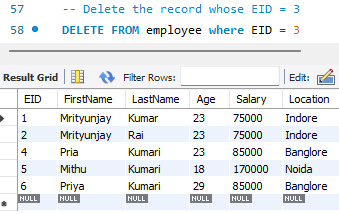 57 -- Delete the record whose EID = 3
58 DELETE FROM employee where EID = 3
Result Grid Filter Rows: Edit:
EID FirstName LastName Age Salary Location
1 Mrityunjay Kumar 23 75000 Indore
2 Mrityunjay Rai 23 75000 Indore
4 Pria Kumari 23 85000 Banglore
5 Mithu Kumari 18 170000 Noida
6 Priya Kumari 29 85000 Banglore
NULL NULL NULL NULL NULL NULL